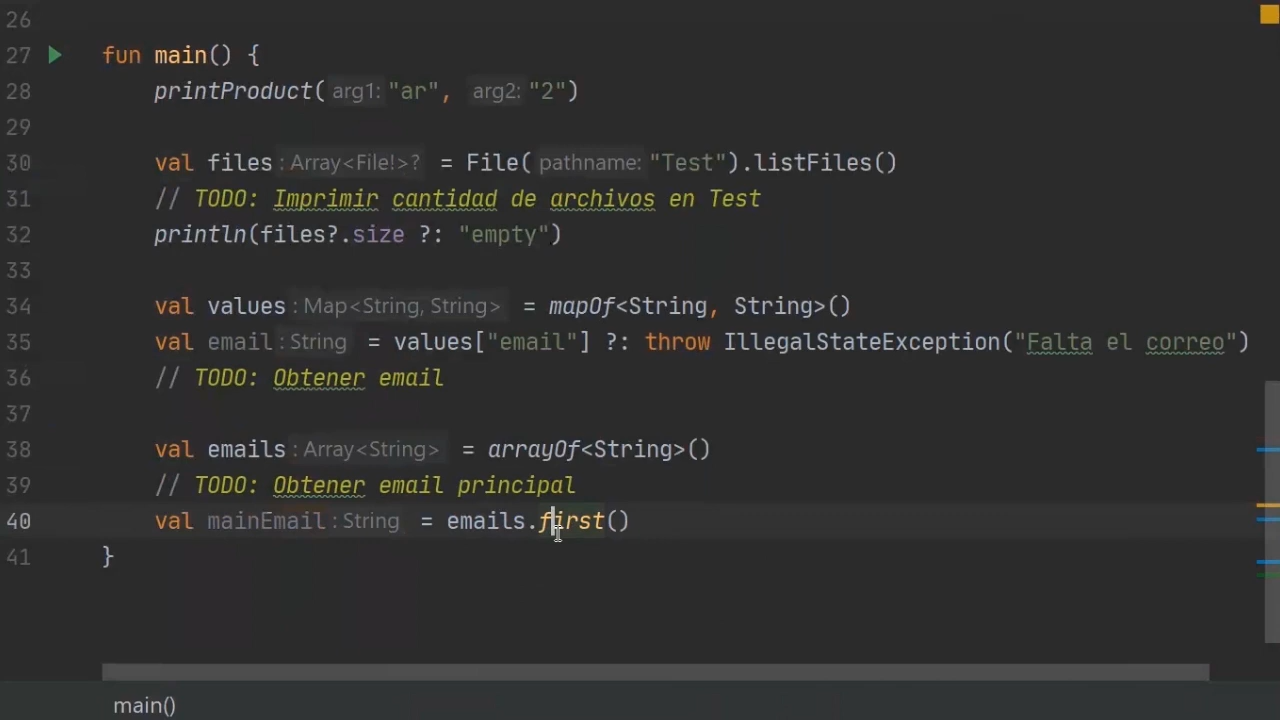 26
27 fun main() {
28 printProduct( arg1: "ar", arg2: "2")
29
30 val files : Array<File!>? = File( pathname: "Test").listFiles()
31 // TODO: Imprimir cantidad de archivos en Test
32 println(files?.size ?: "empty")
33
34 val values : Map<String, String> = mapOf<String, String>()
35 val email : String = values["email"] ?: throw IllegalStateException("Falta el correo")
36 // TODO: Obtener email
37
38 val emails : Array<String> = arrayOf<String>()
39 // TODO: Obtener email principal
40 val mainEmail : String = emails.first()
41 }
main()